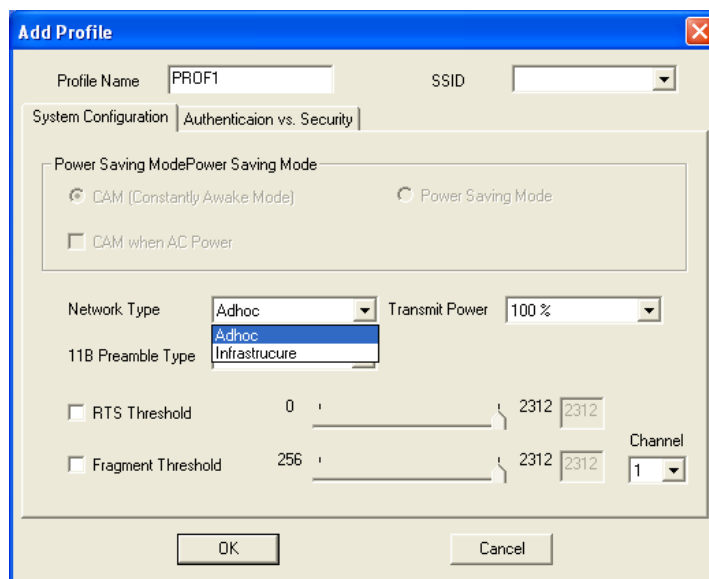 Add Profile
Profile Name PROF1 SSID
System Configuration Authenticaion vs. Security
Power Saving ModePower Saving Mode
CAM (Constantly Awake Mode) Power Saving Mode
CAM when AC Power
Network Type Adhoc Transmit Power 100 %
Adhoc
Infrastrucure
11B Preamble Type
RTS Threshold 0 2312 2312
Channel
Fragment Threshold 256 2312 2312 1
OK Cancel